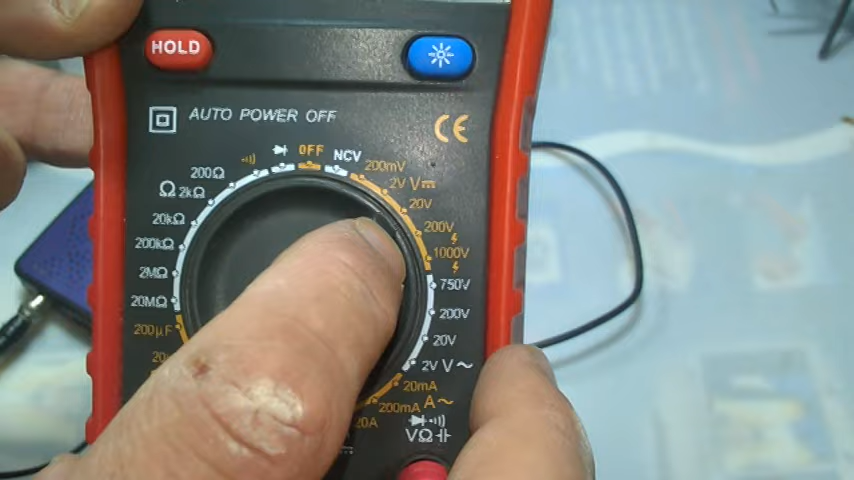 HOLD
AUTO POWER OFF
CE
OFF
NCV
200mV
2V V
20V
200V
1000V
750V
200V
20V
2V V~
20mA
200mA A~
20A
VΩ
200Ω
Ω 2kΩ
20kΩ
200kΩ
2MΩ
20MΩ
200µF